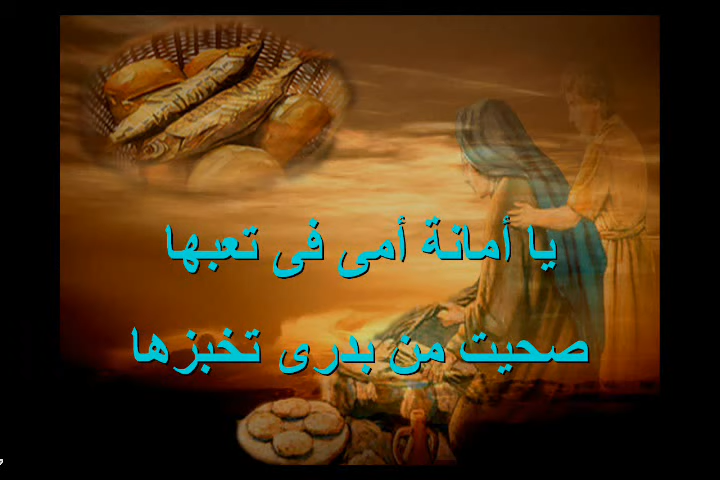 يا أمانة أمى فى تعبها
صحيت من بدرى تخبزها